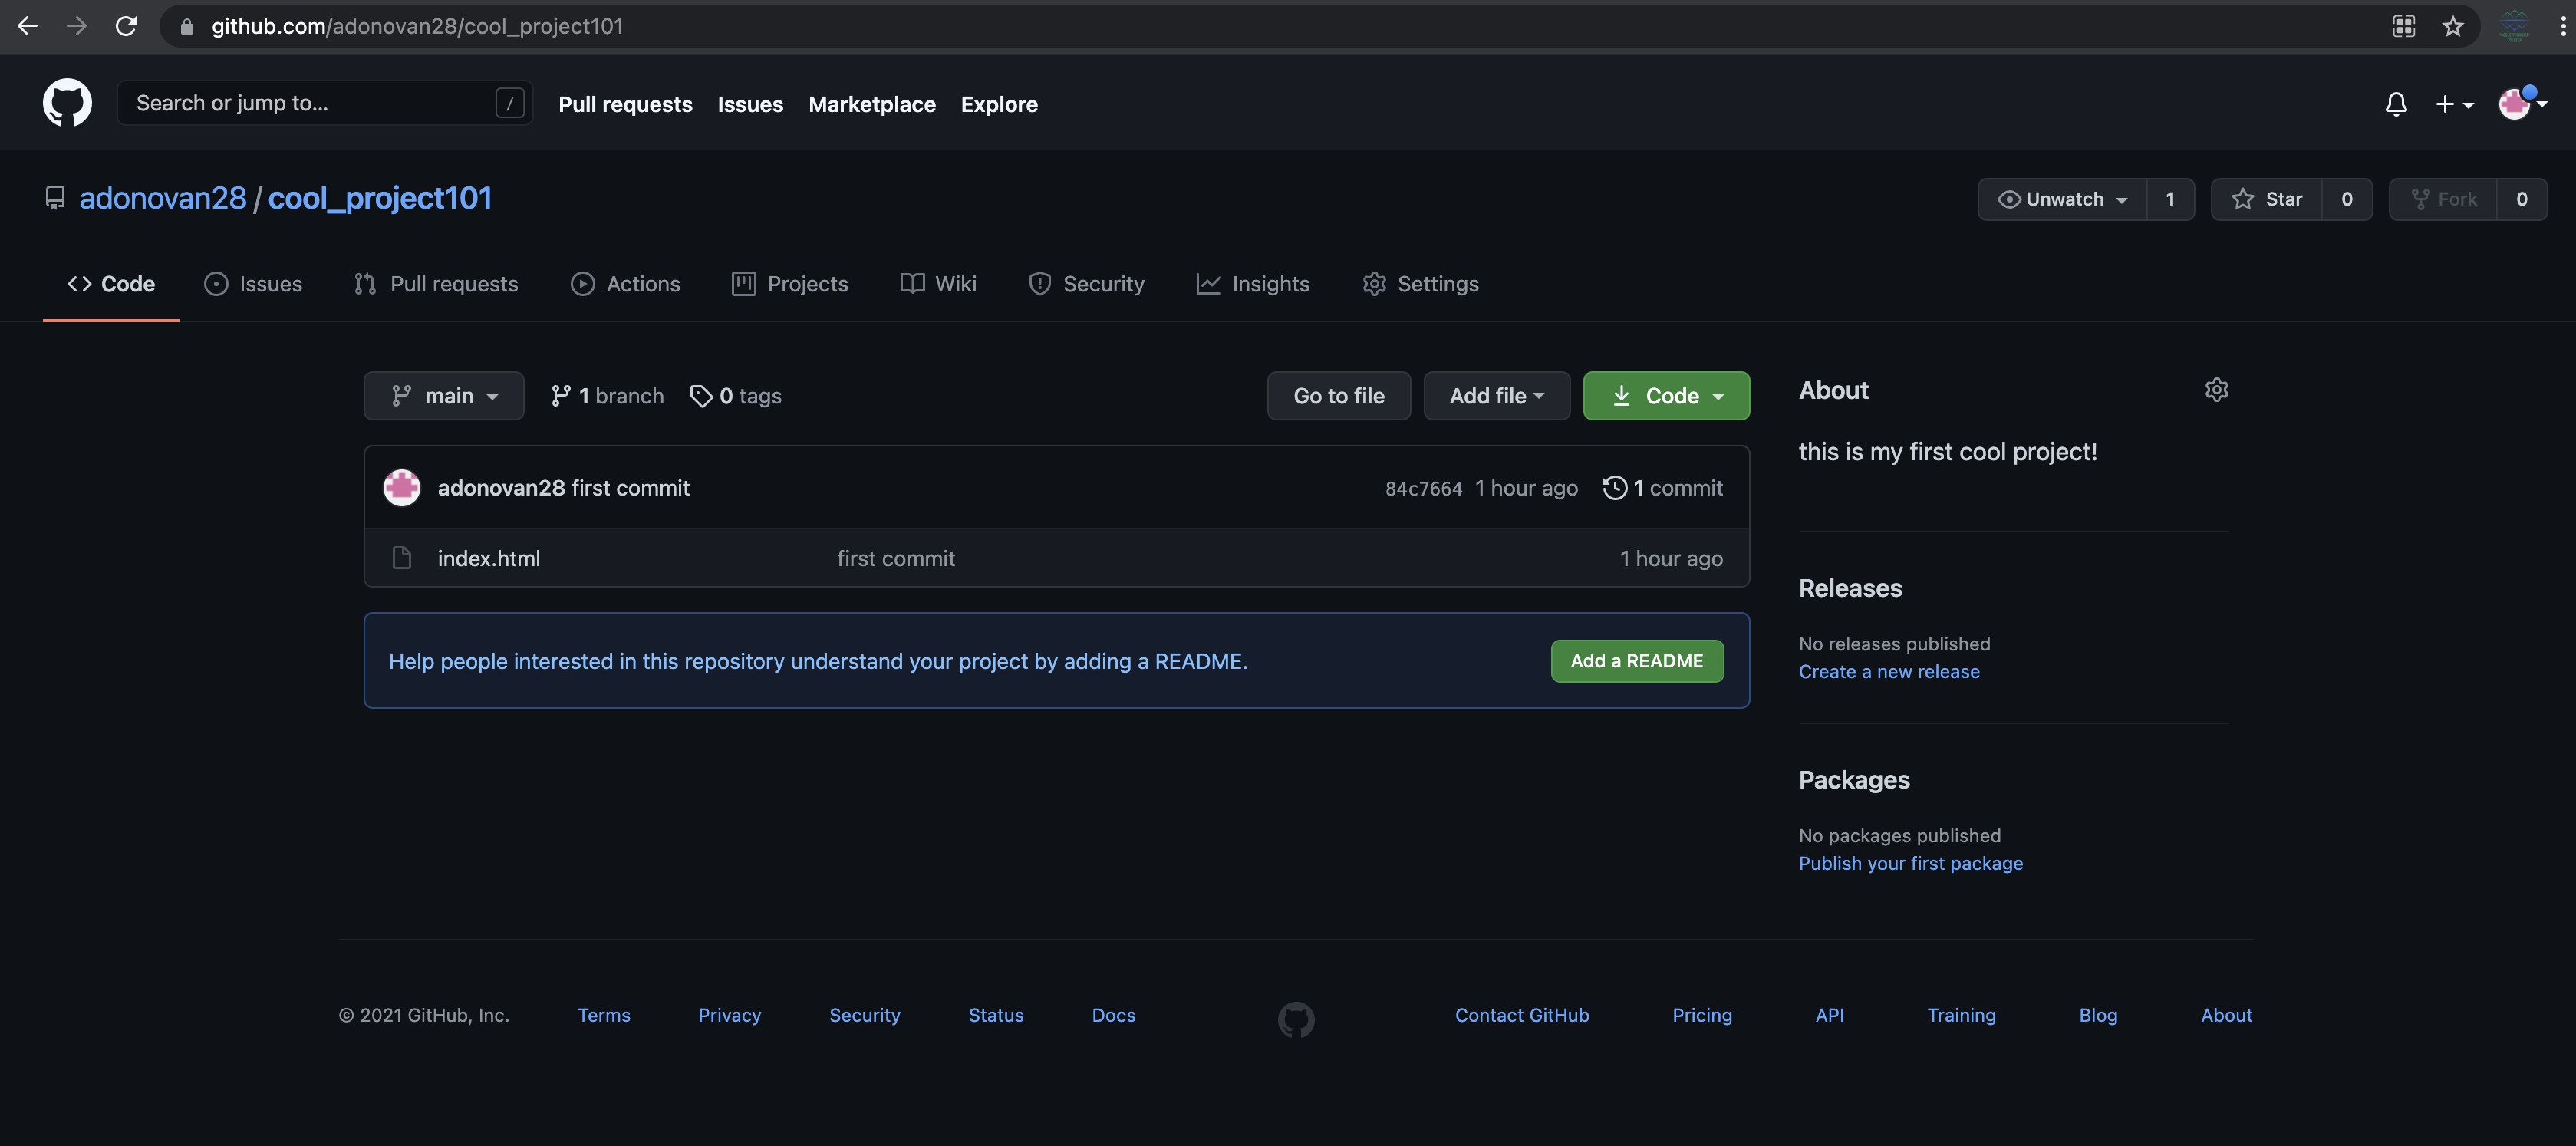 github.com/adonovan28/cool_project101
Search or jump to... /
Pull requests Issues Marketplace Explore
adonovan28 / cool_project101
Unwatch 1 Star 0 Fork 0
Code Issues Pull requests Actions Projects Wiki Security Insights Settings
main 1 branch 0 tags Go to file Add file Code
adonovan28 first commit 84c7664 1 hour ago 1 commit
index.html first commit 1 hour ago
Help people interested in this repository understand your project by adding a README. Add a README
About
this is my first cool project!
Releases
No releases published
Create a new release
Packages
No packages published
Publish your first package
© 2021 GitHub, Inc. Terms Privacy Security Status Docs Contact GitHub Pricing API Training Blog About